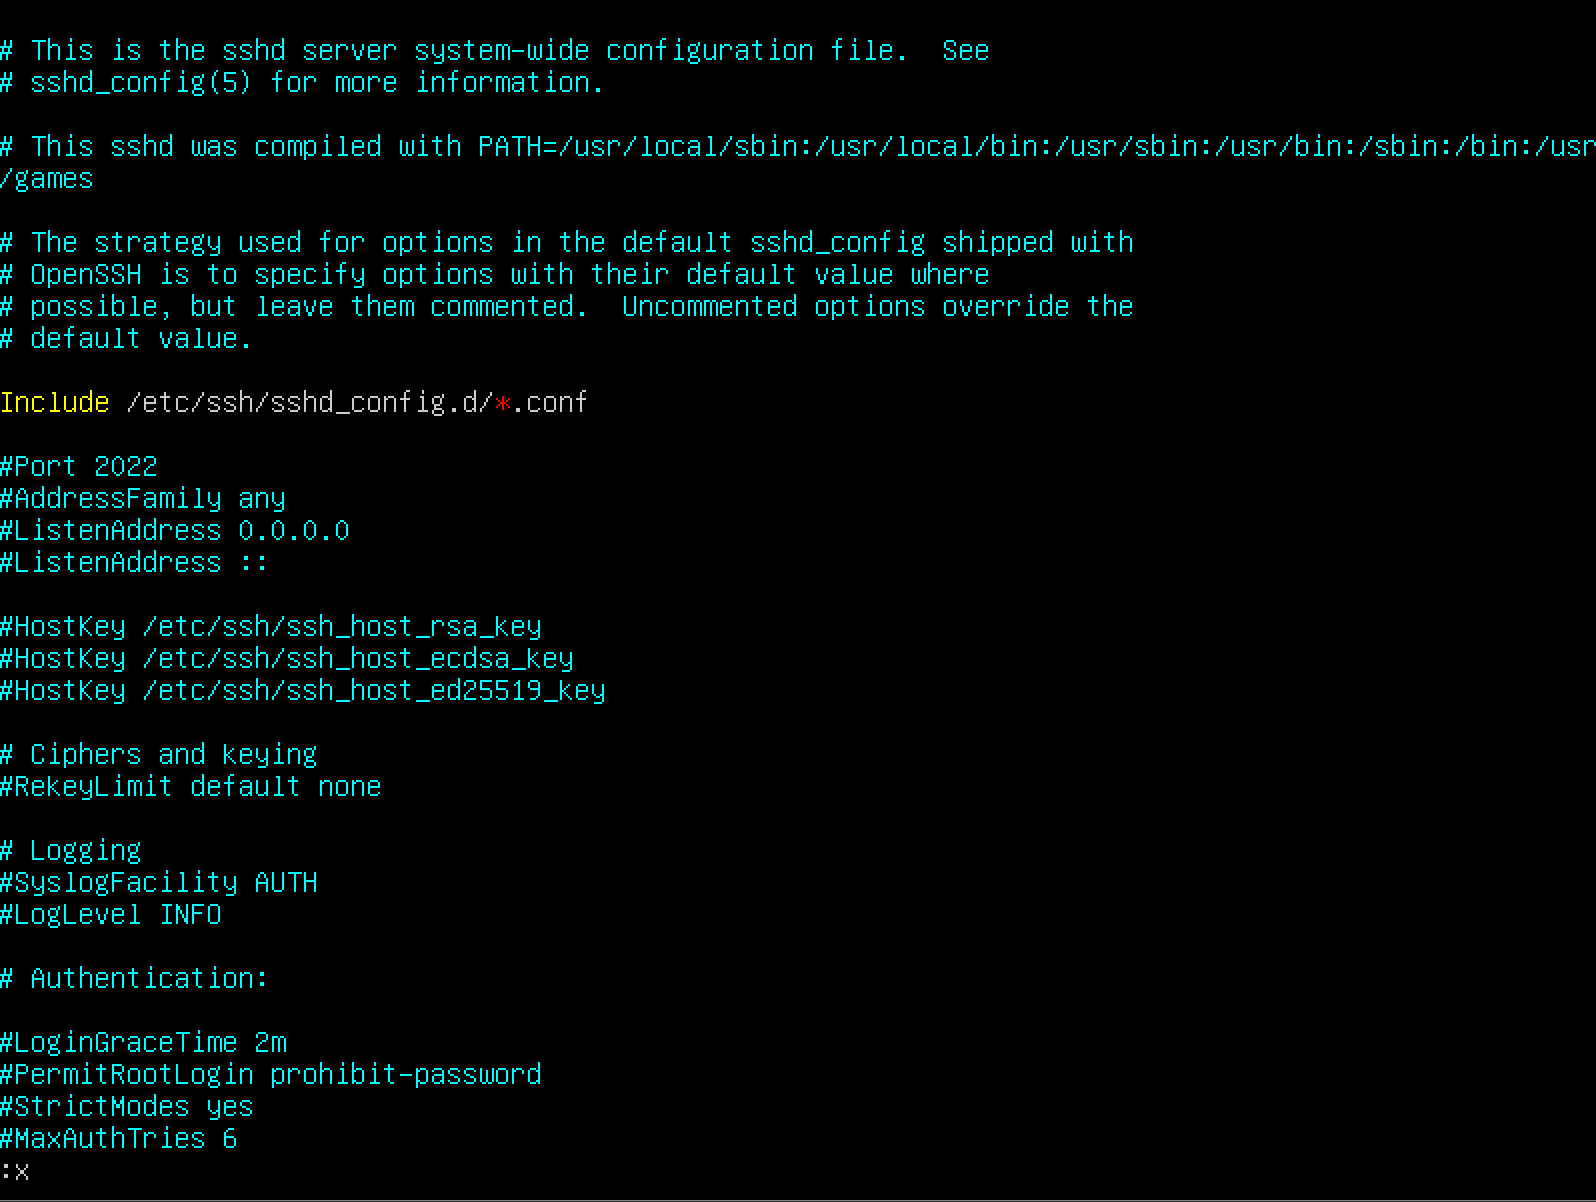 # This is the sshd server system-wide configuration file.  See
# sshd_config(5) for more information.
# This sshd was compiled with PATH=/usr/local/sbin:/usr/local/bin:/usr/sbin:/usr/bin:/sbin:/bin:/usr
/games
# The strategy used for options in the default sshd_config shipped with
# OpenSSH is to specify options with their default value where
# possible, but leave them commented.  Uncommented options override the
# default value.
Include /etc/ssh/sshd_config.d/*.conf
#Port 2022
#AddressFamily any
#ListenAddress 0.0.0.0
#ListenAddress ::
#HostKey /etc/ssh/ssh_host_rsa_key
#HostKey /etc/ssh/ssh_host_ecdsa_key
#HostKey /etc/ssh/ssh_host_ed25519_key
# Ciphers and keying
#RekeyLimit default none
# Logging
#SyslogFacility AUTH
#LogLevel INFO
# Authentication:
#LoginGraceTime 2m
#PermitRootLogin prohibit-password
#StrictModes yes
#MaxAuthTries 6
:x